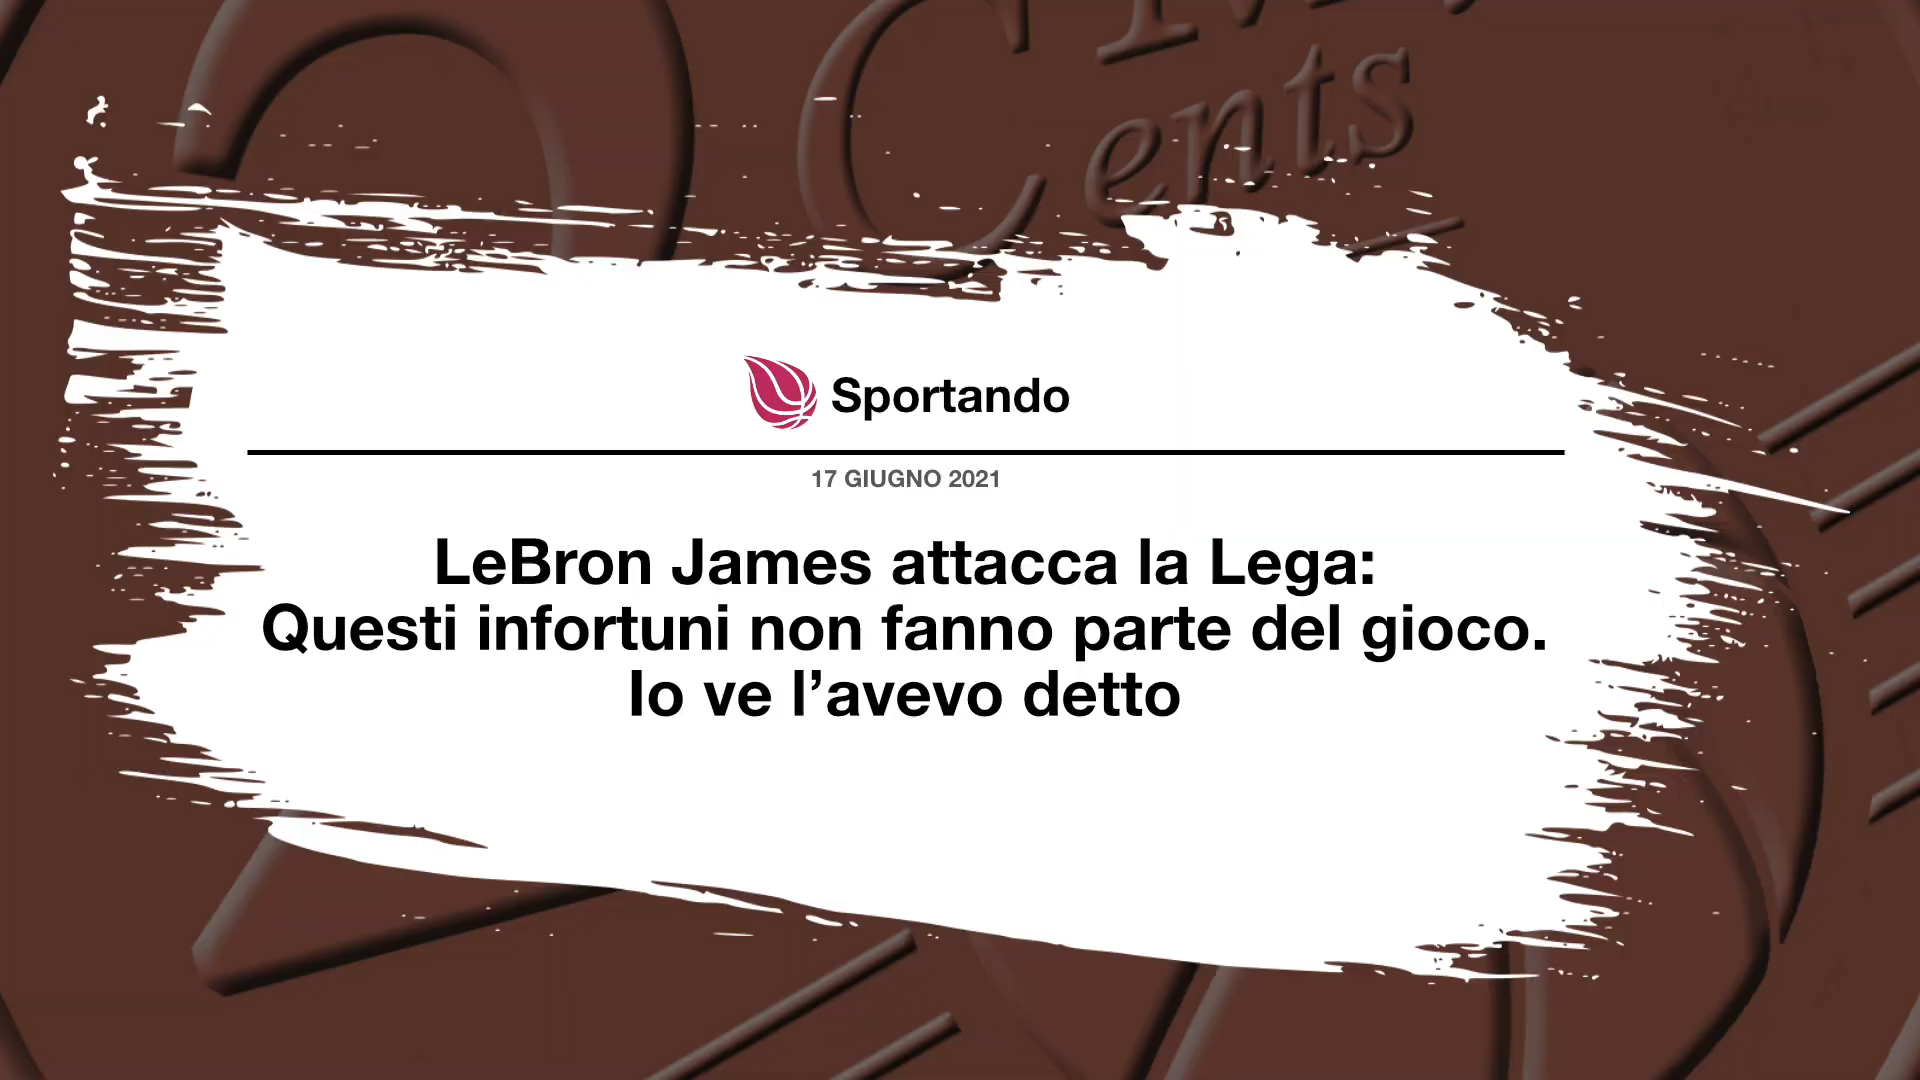 Cents
Sportando
17 GIUGNO 2021
LeBron James attacca la Lega:
Questi infortuni non fanno parte del gioco.
Io ve l’avevo detto